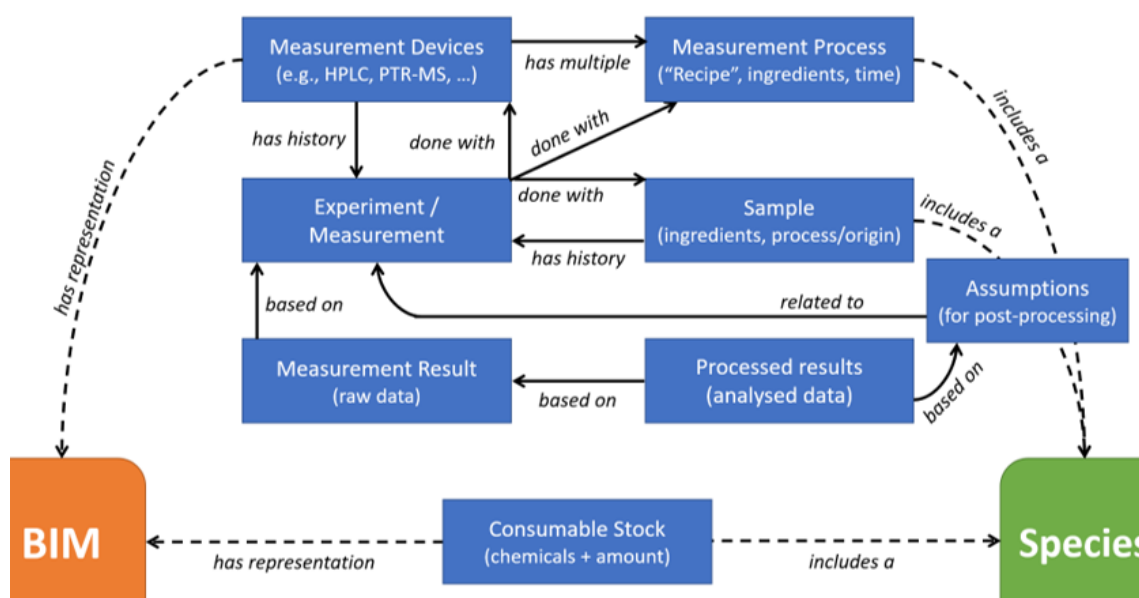 Measurement Devices
(e.g., HPLC, PTR-MS, ...)
has multiple
Measurement Process
("Recipe", ingredients, time)
has history
done with
done with
includes a
has representation
Experiment /
Measurement
done with
has history
Sample
(ingredients, process/origin)
includes a
based on
related to
Assumptions
(for post-processing)
Measurement Result
(raw data)
based on
Processed results
(analysed data)
based on
BIM
has representation
Consumable Stock
(chemicals + amount)
includes a
Species